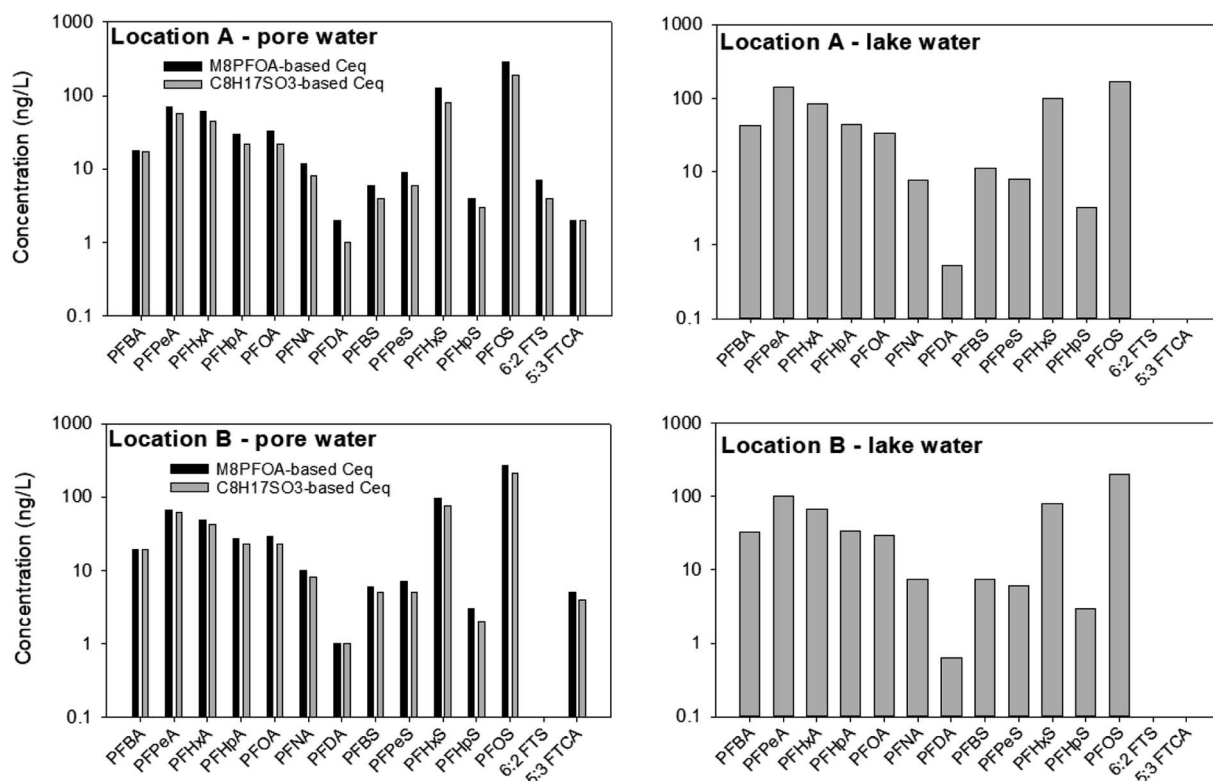 Location A - pore water
M8PFOA-based Ceq
C8H17SO3-based Ceq
Concentration (ng/L)
1000
100
10
1
0.1
PFBA
PFPeA
PFHxA
PFHpA
PFOA
PFNA
PFDA
PFBS
PFPeS
PFHxS
PFHpS
PFOS
6:2 FTS
5:3 FTCA
Location A - lake water
1000
100
10
1
0.1
PFBA
PFPeA
PFHxA
PFHpA
PFOA
PFNA
PFDA
PFBS
PFPeS
PFHxS
PFHpS
PFOS
6:2 FTS
5:3 FTCA
Location B - pore water
M8PFOA-based Ceq
C8H17SO3-based Ceq
Concentration (ng/L)
1000
100
10
1
0.1
PFBA
PFPeA
PFHxA
PFHpA
PFOA
PFNA
PFDA
PFBS
PFPeS
PFHxS
PFHpS
PFOS
6:2 FTS
5:3 FTCA
Location B - lake water
1000
100
10
1
0.1
PFBA
PFPeA
PFHxA
PFHpA
PFOA
PFNA
PFDA
PFBS
PFPeS
PFHxS
PFHpS
PFOS
6:2 FTS
5:3 FTCA